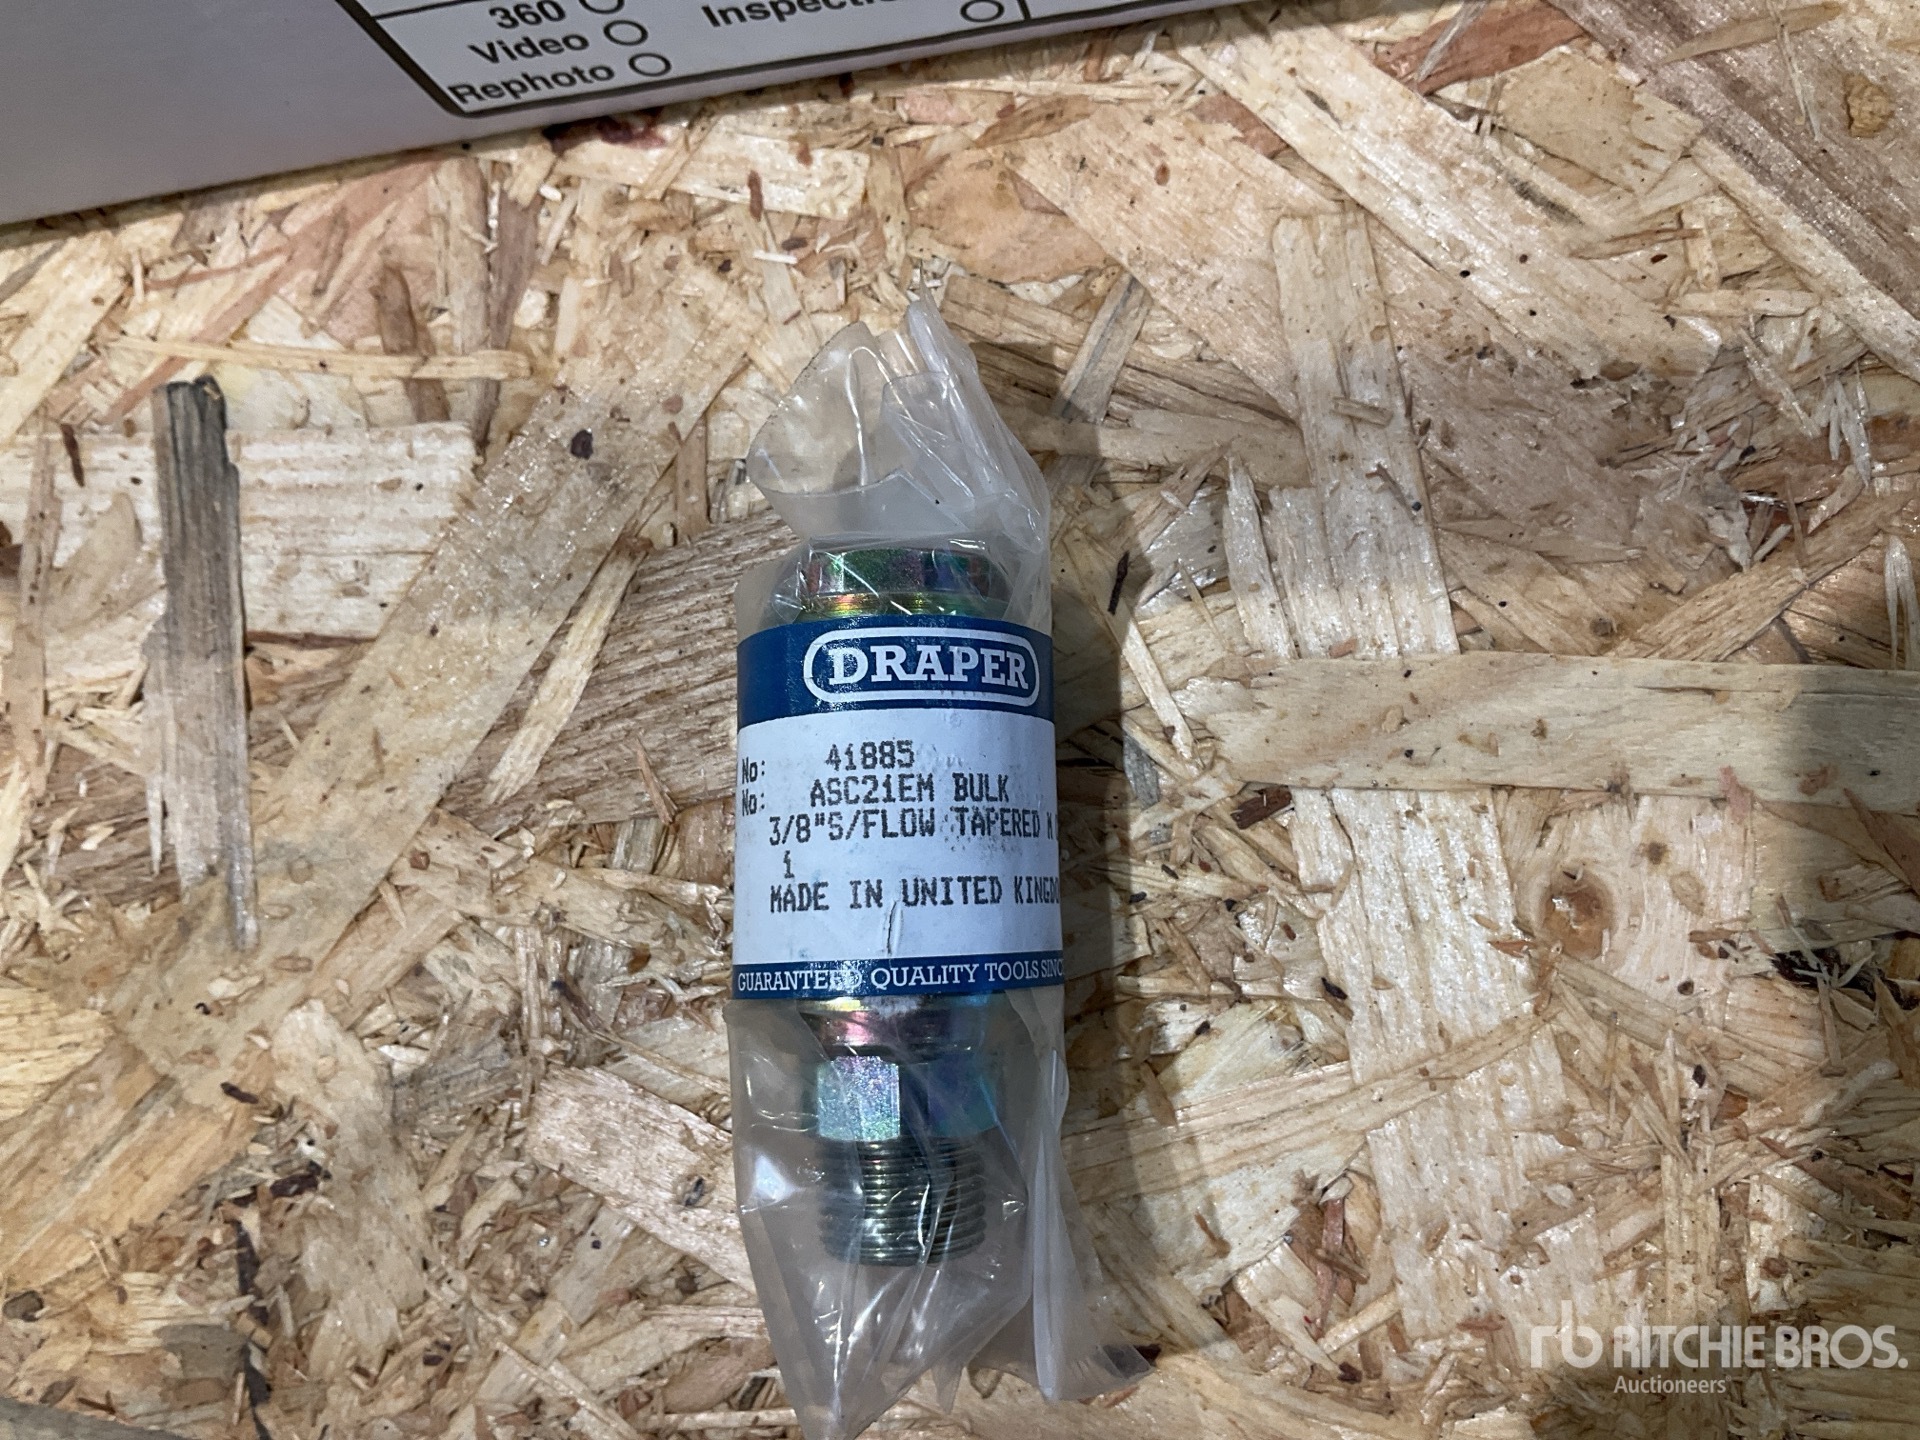 360
Video
Rephoto
DRAPER
No: 41885
No: ASC21EM BULK
3/8"S/FLOW TAPERED M
1
MADE IN UNITED KINGDO
GUARANTEED QUALITY TOOLS SINC
rb RITCHIE BROS.
Auctioneers